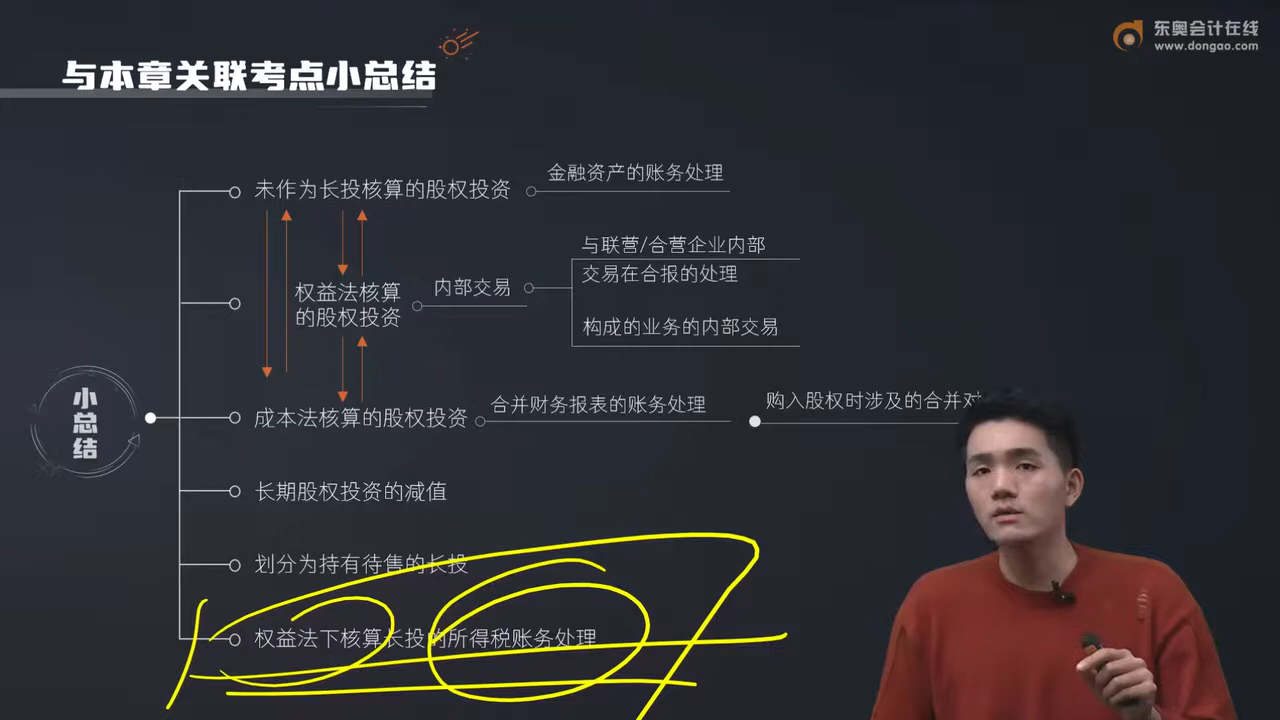 东奥会计在线
www.dongao.com
与本章关联考点小总结
小总结
未作为长投核算的股权投资
金融资产的账务处理
权益法核算
的股权投资
内部交易
与联营/合营企业内部
交易在合报的处理
构成的业务的内部交易
成本法核算的股权投资
合并财务报表的账务处理
购入股权时涉及的合并对
长期股权投资的减值
划分为持有待售的长投
权益法下核算长投的所得税账务处理